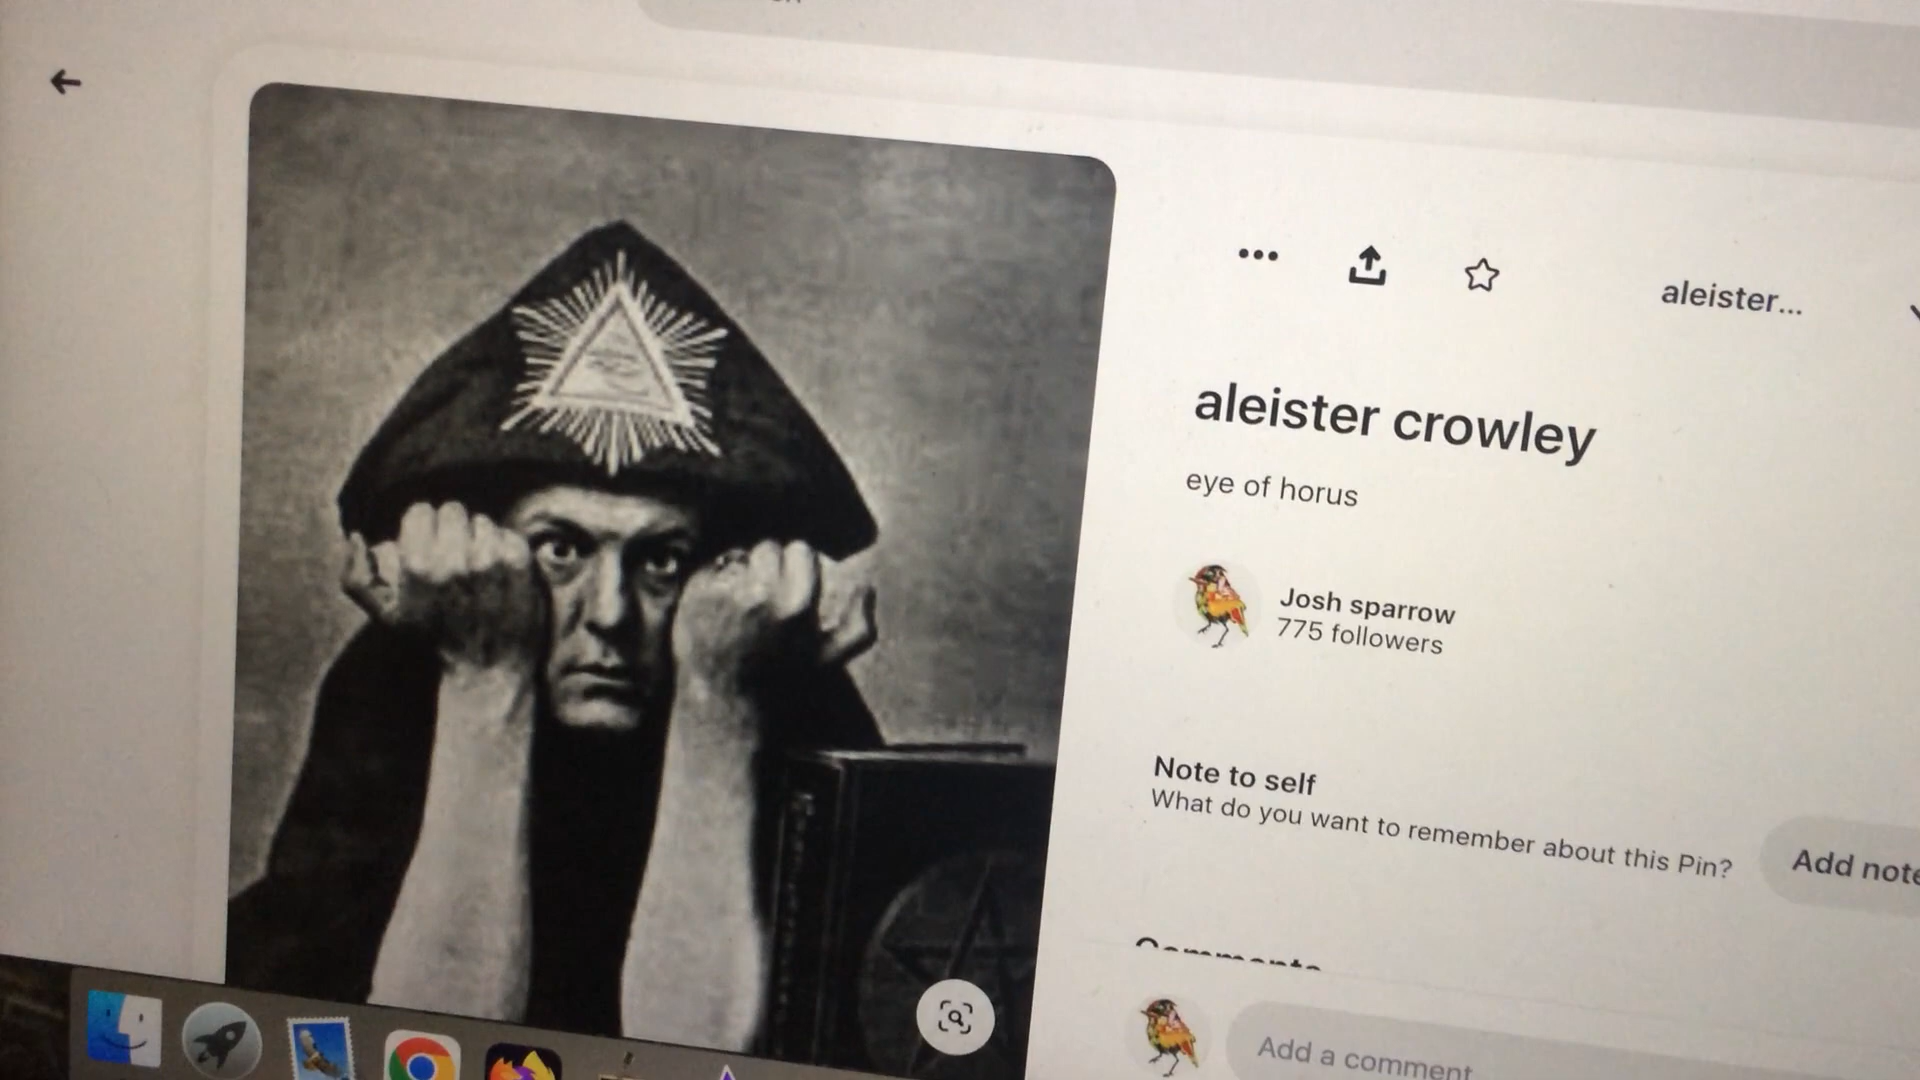 aleister...
aleister crowley
eye of horus
Josh sparrow
775 followers
Note to self
What do you want to remember about this Pin?
Add note
Comments
Add a comment